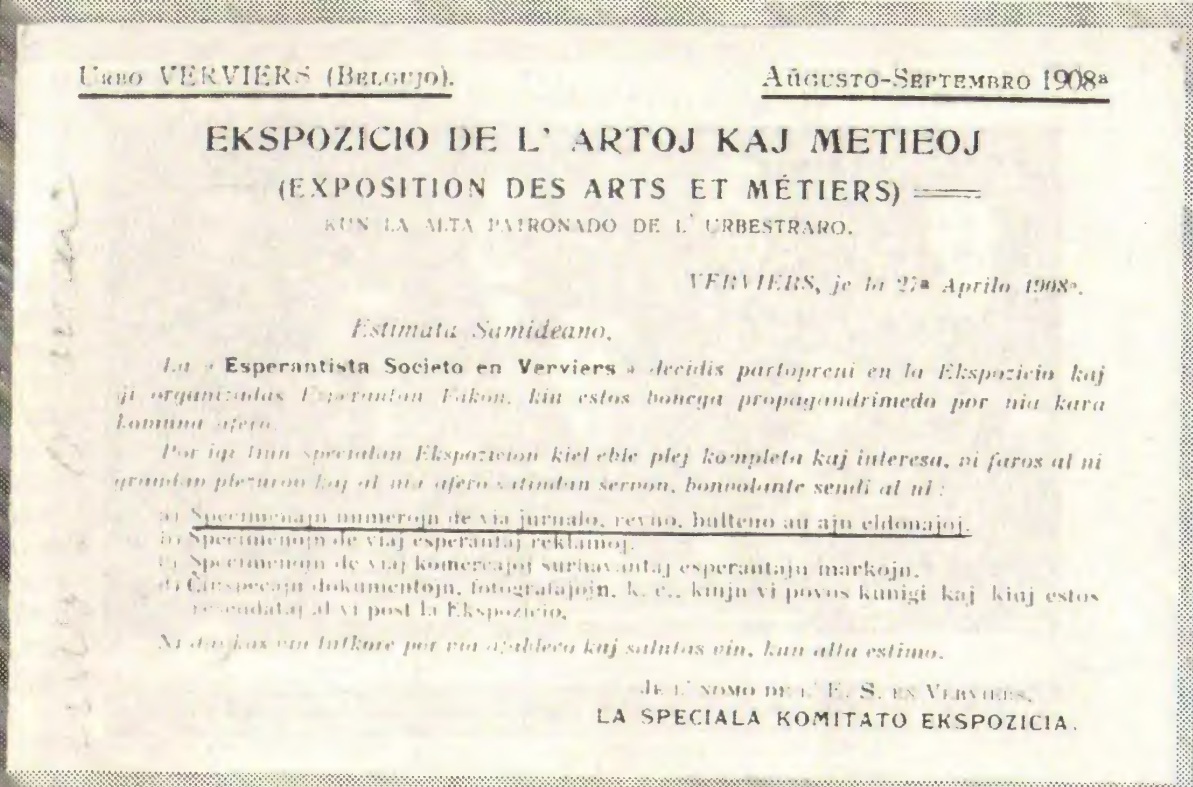 Urbo VERVIERS (Belgujo).
Aŭgusto-Septembro 1908ª
EKSPOZICIO DE L' ARTOJ KAJ METIEOJ
(EXPOSITION DES ARTS ET MÉTIERS)
KUN LA ALTA PATRONADO DE L' URBESTRARO.
VERVIERS, je la 27ª Aprilo 1908ª.
Estimata Samideano,
La « Esperantista Societo en Verviers » decidis partopreni en la Ekspozicio kaj
ĝi organizadas Esperantan Fakon, kiu estos bonega propagandrimedo por nia kara
komuna afero.
Por igi tiun specialan Ekspozicion kiel eble plej kompleta kaj interesa, vi faros al ni
grandan plezuron kaj al nia afero ŝatindan servon, bonvolante sendi al ni :
a) Specimenajn numerojn de via jurnalo, revuo, bulteno au ajn eldonajoj.
b) Specimenojn de viaj esperantaj reklamoj.
c) Specimenojn de viaj komercajoj surhavantaj esperantajn markojn.
d) Ĉiuspecajn dokumentojn, fotografajojn, k. c., kiujn vi povos kunigi kaj kiuj estos
resendataj al vi post la Ekspozicio.
Ni dankas vin tutkore por via afableco kaj salutas vin, kun alta estimo.
Je l' nomo de l' E. S. en Verviers,
LA SPECIALA KOMITATO EKSPOZICIA.